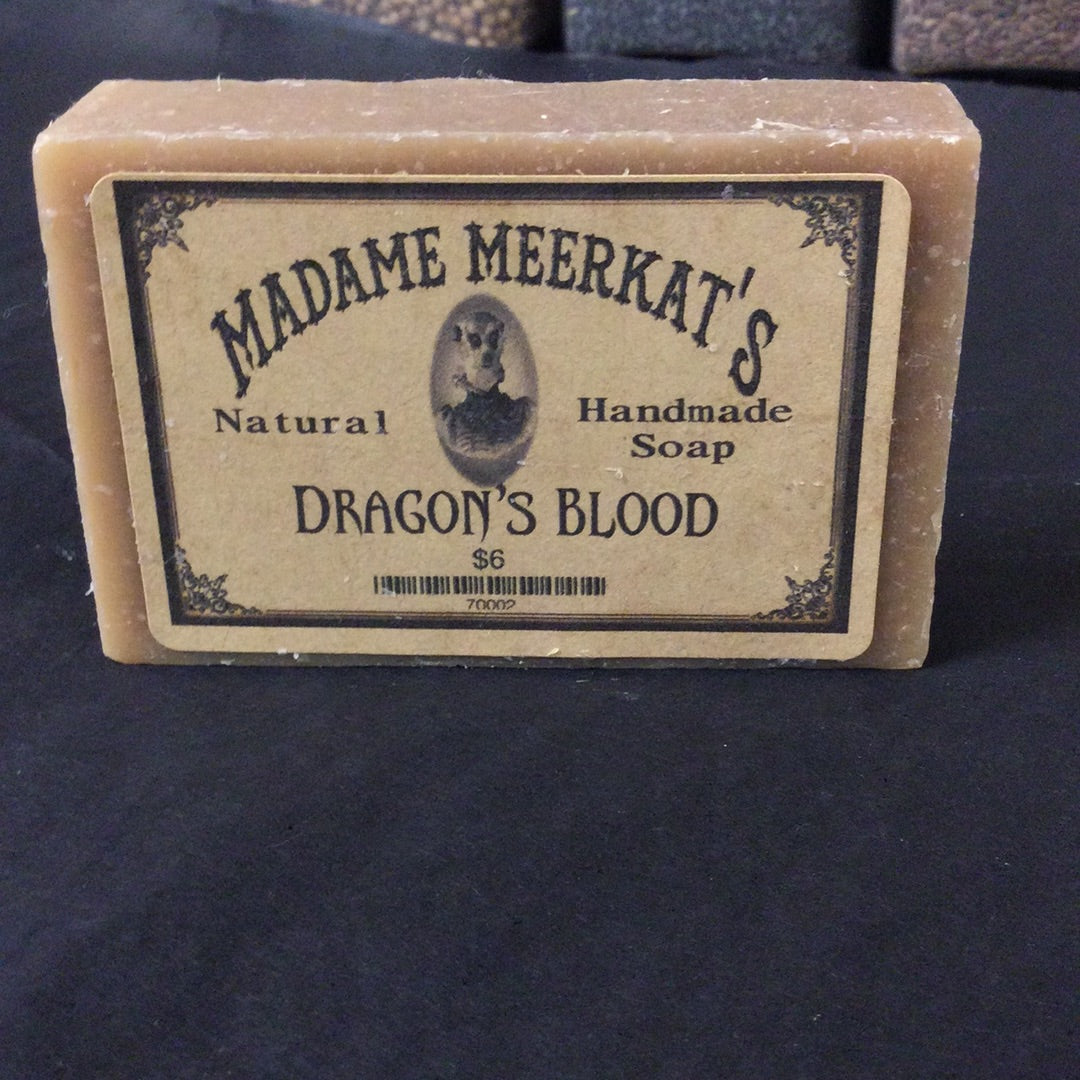 MADAME MEERKAT'S
Natural
Handmade
Soap
DRAGON'S BLOOD
$6
70002